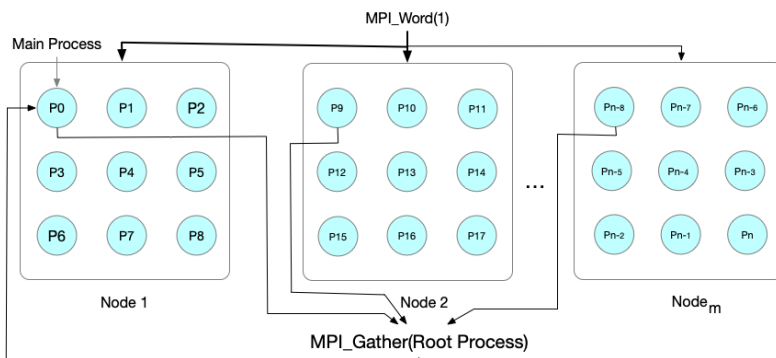 MPI_Word(1)
Main Process
P0 P1 P2
P3 P4 P5
P6 P7 P8
Node 1
P9 P10 P11
P12 P13 P14
P15 P16 P17
Node 2
...
Pn-8 Pn-7 Pn-6
Pn-5 Pn-4 Pn-3
Pn-2 Pn-1 Pn
Nodem
MPI_Gather(Root Process)